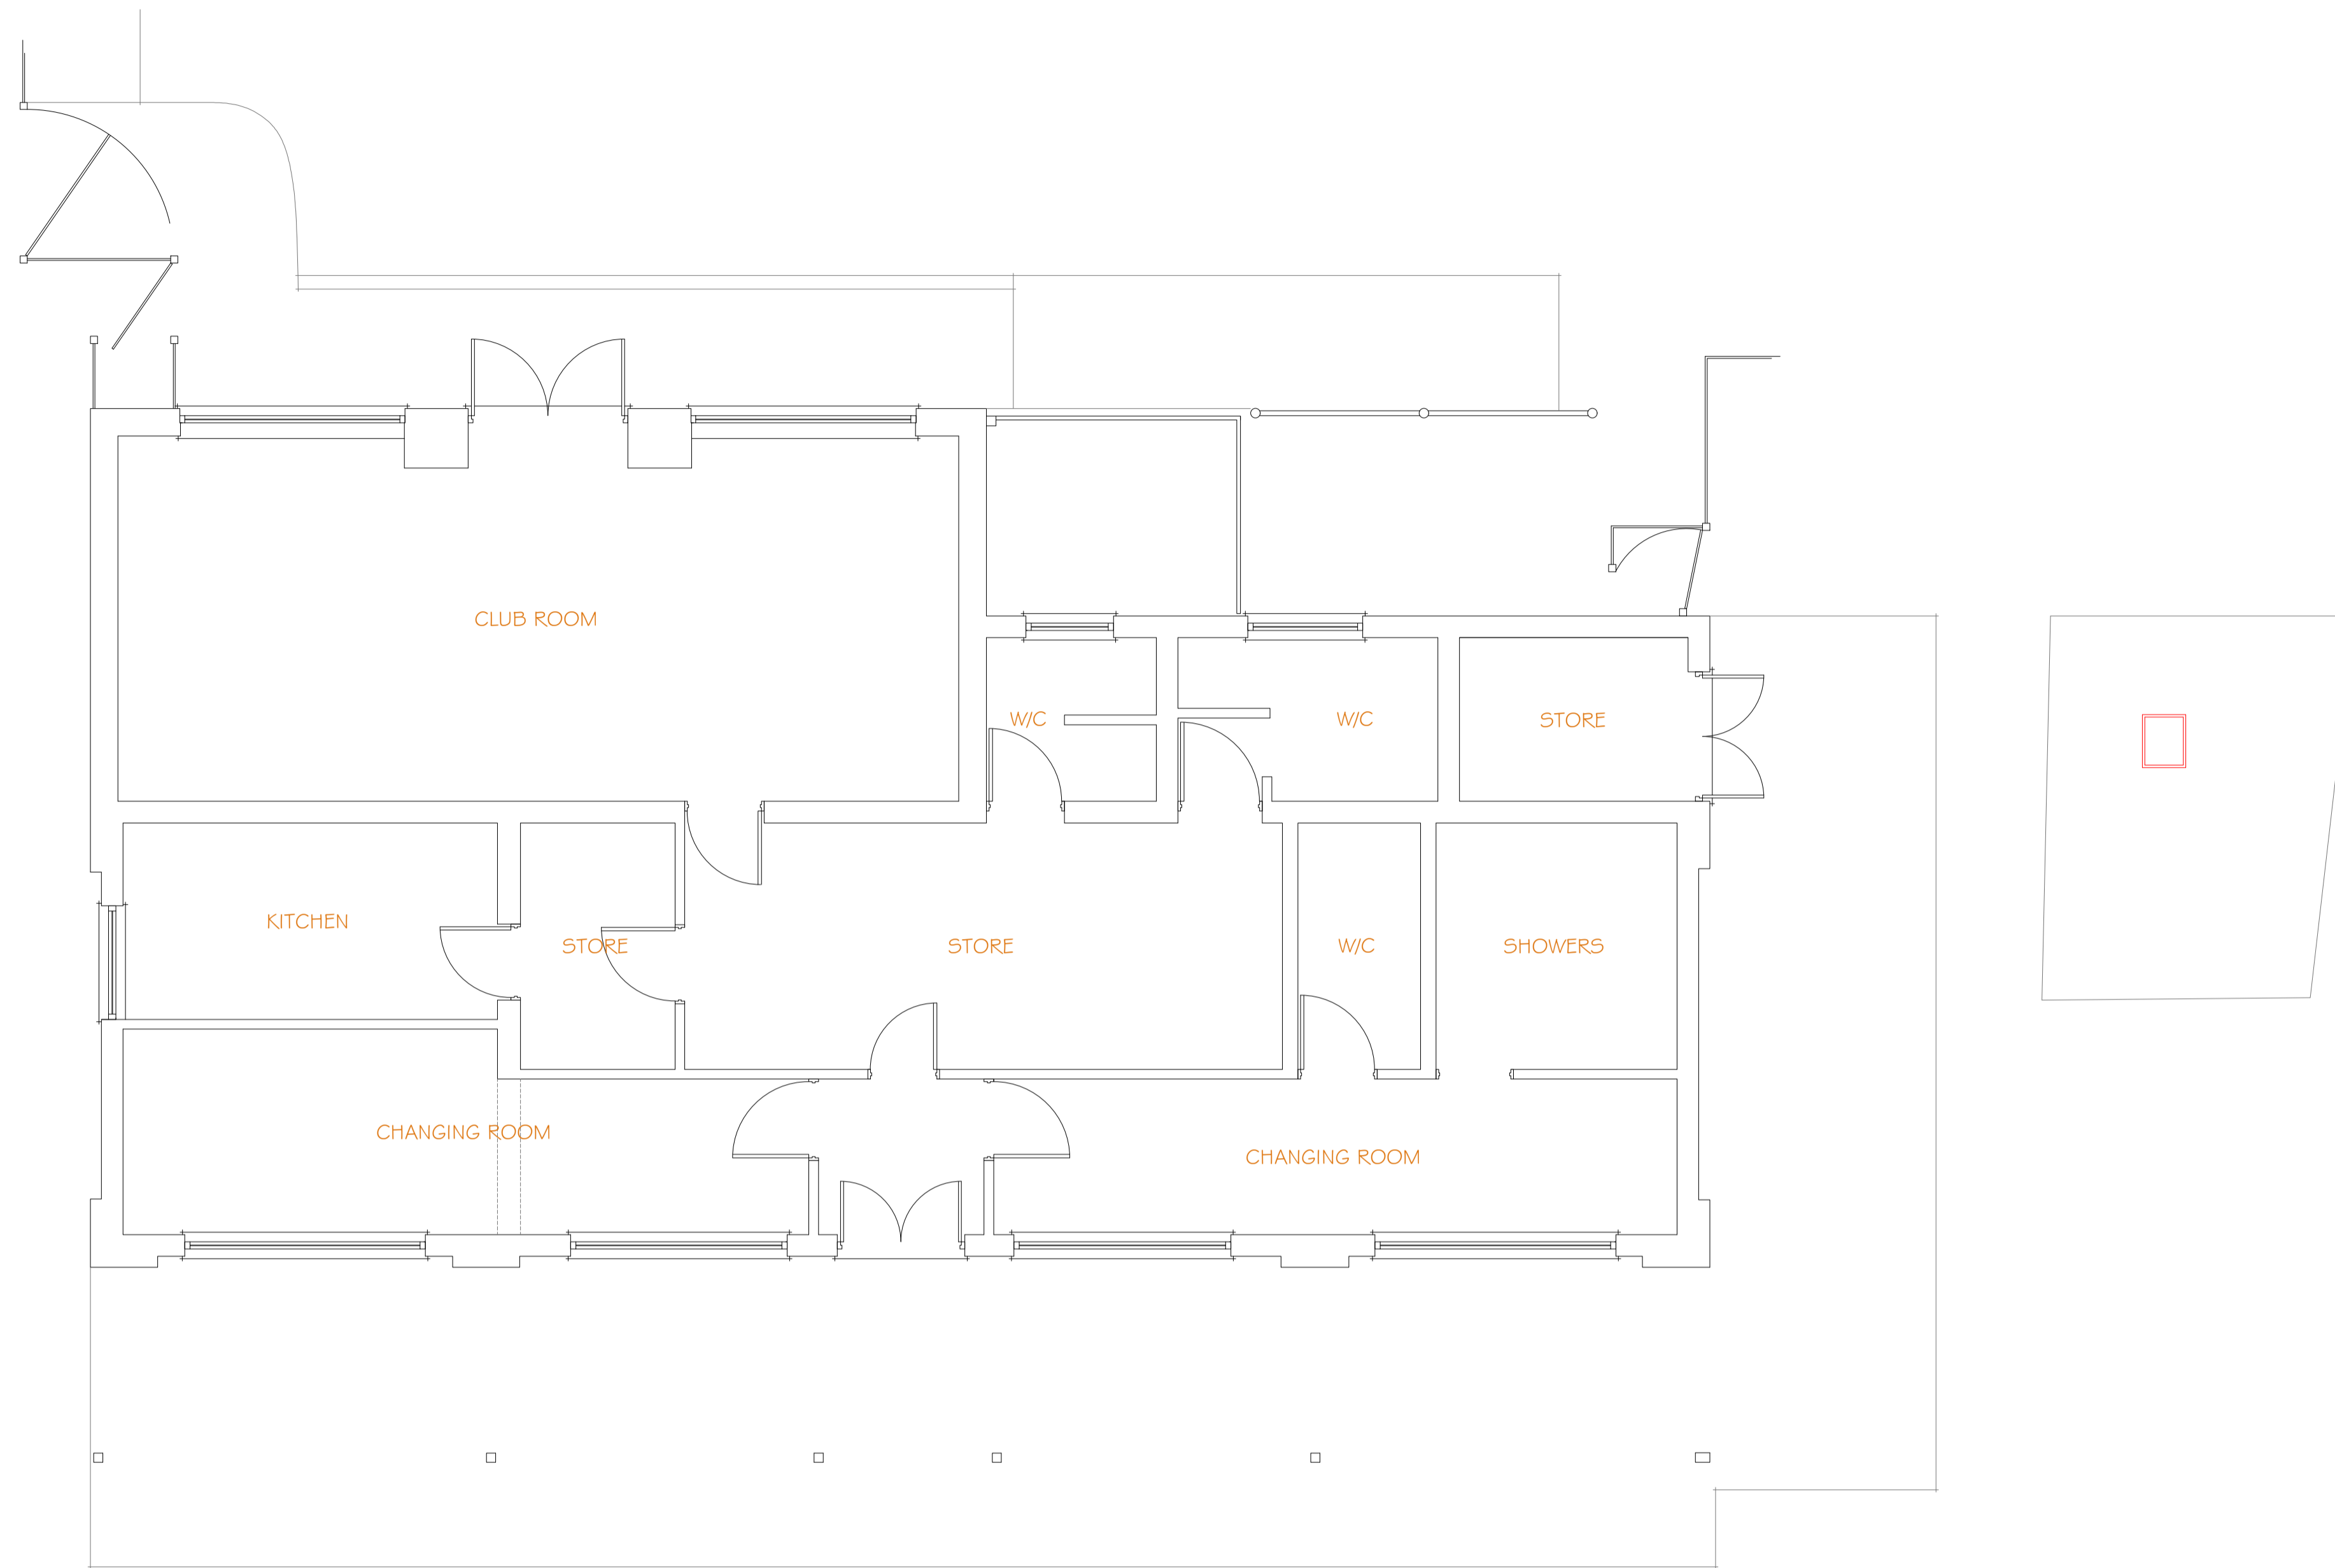 CLUB ROOM
W/C
W/C
STORE
KITCHEN
STORE
STORE
W/C
SHOWERS
CHANGING ROOM
CHANGING ROOM